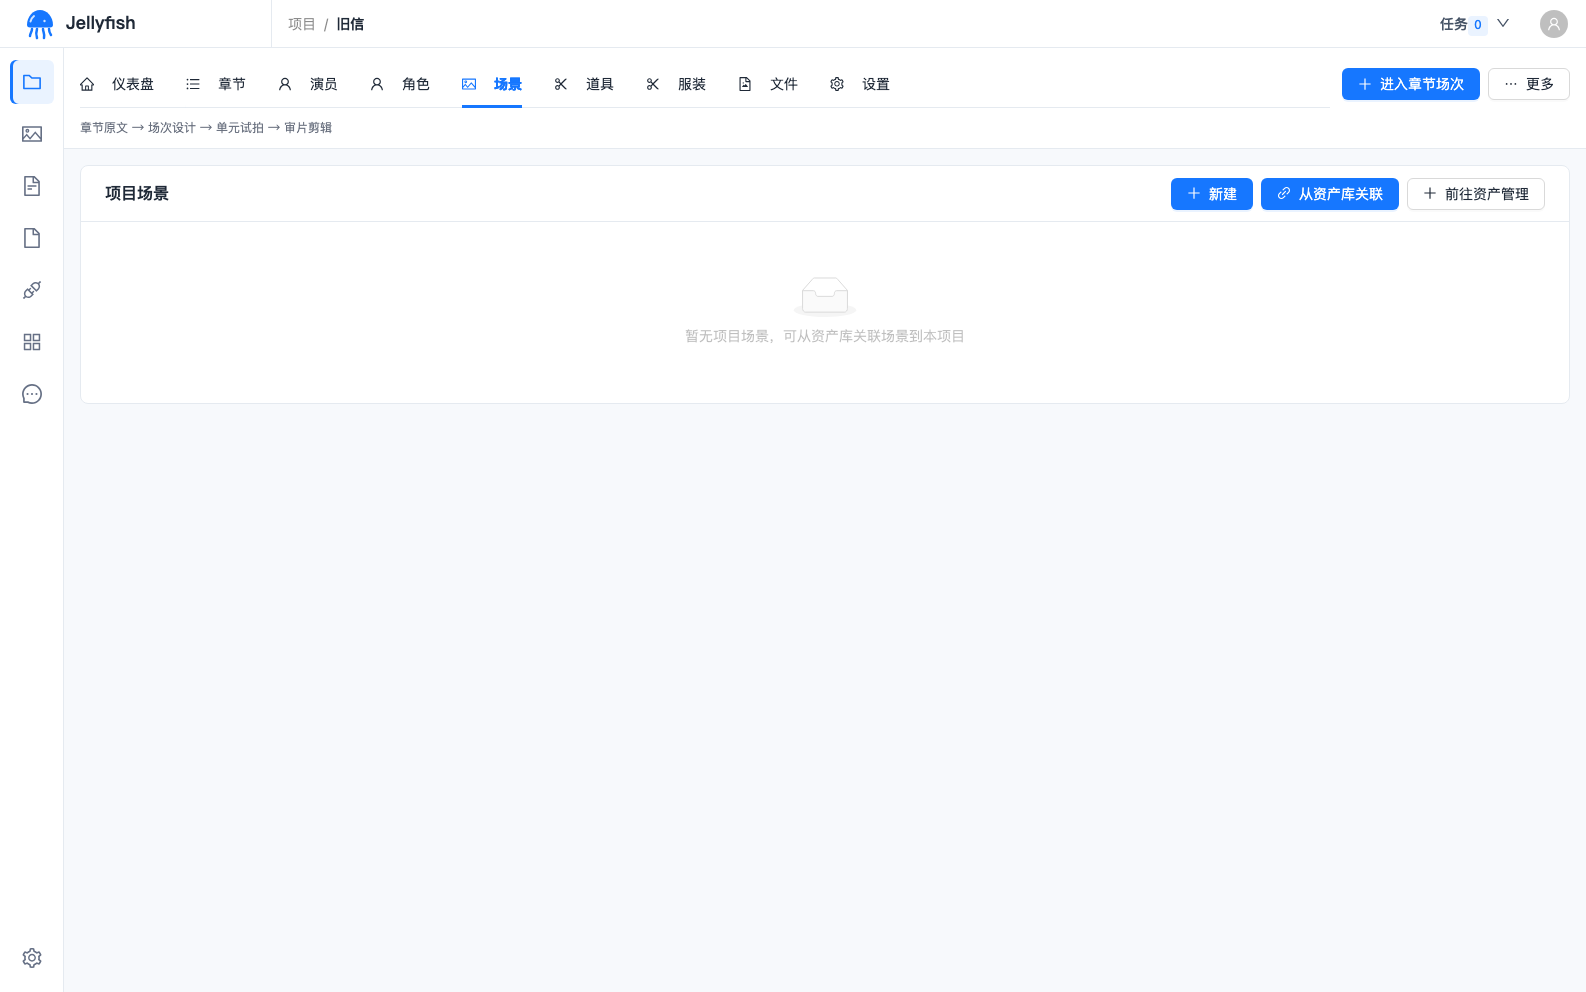 Jellyfish
项目 / 旧信
任务 0
仪表盘 章节 演员 角色 场景 道具 服装 文件 设置
进入章节场次 更多
章节原文 → 场次设计 → 单元试拍 → 审片剪辑
项目场景
新建 从资产库关联 前往资产管理
暂无项目场景，可从资产库关联场景到本项目